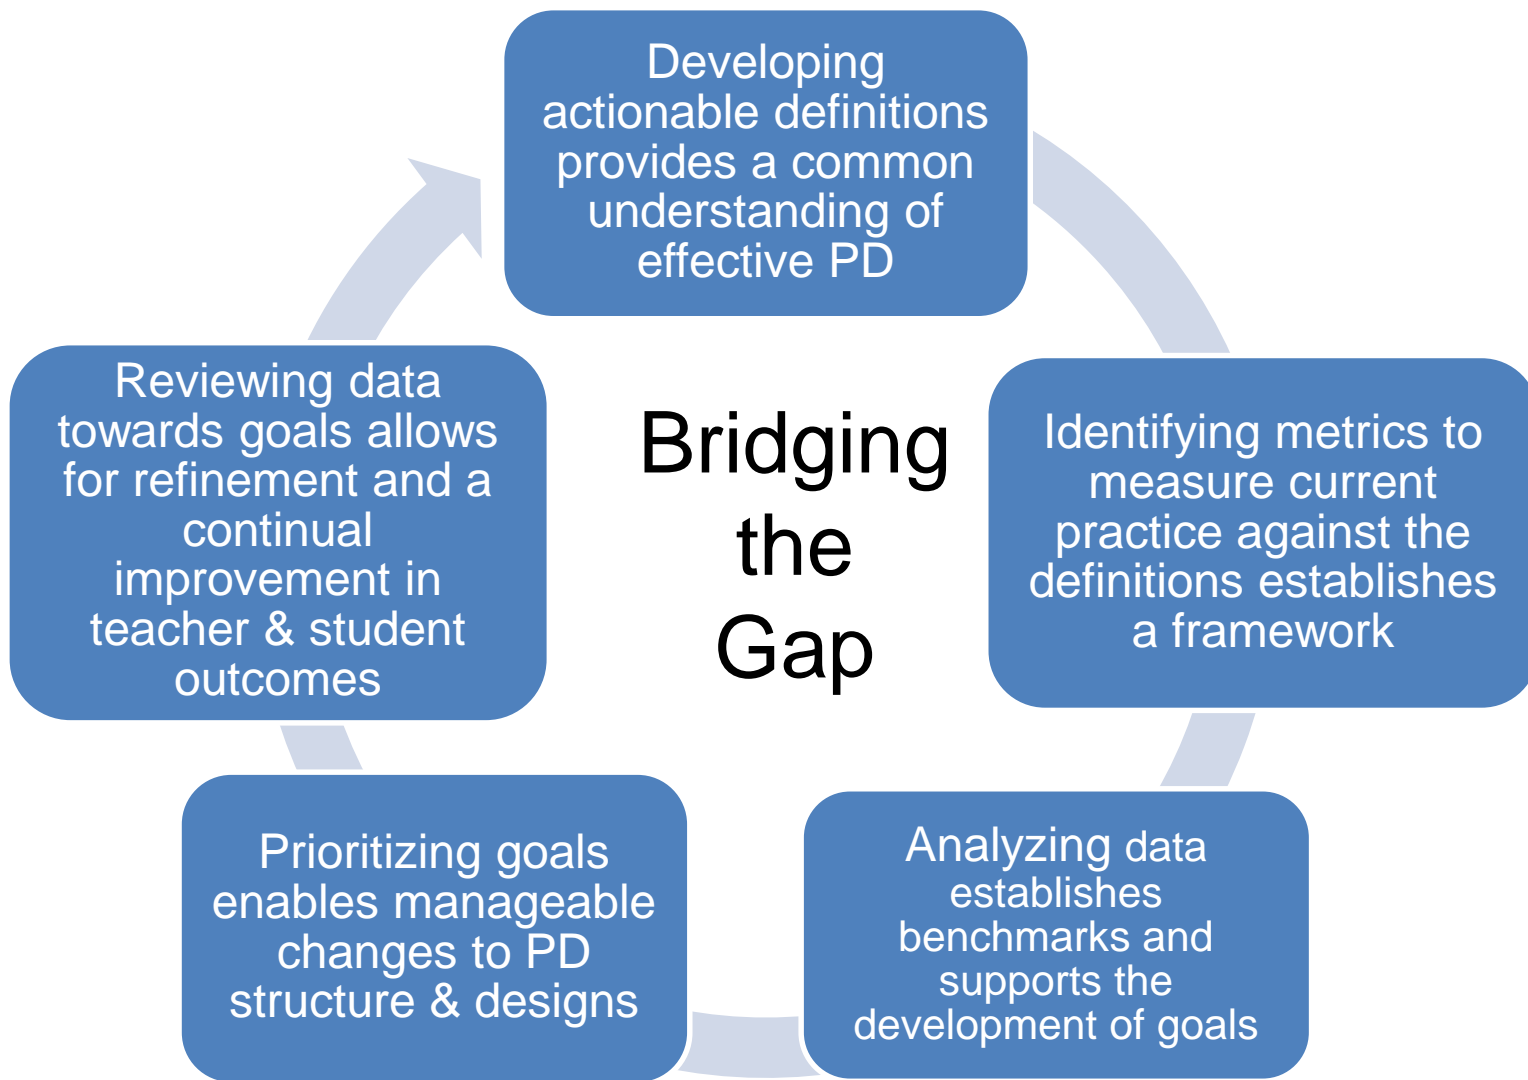 Developing
actionable definitions
provides a common
understanding of
effective PD
Identifying metrics to
measure current
practice against the
definitions establishes
a framework
Analyzing data
establishes
benchmarks and
supports the
development of goals
Prioritizing goals
enables manageable
changes to PD
structure & designs
Reviewing data
towards goals allows
for refinement and a
continual
improvement in
teacher & student
outcomes
Bridging
the
Gap